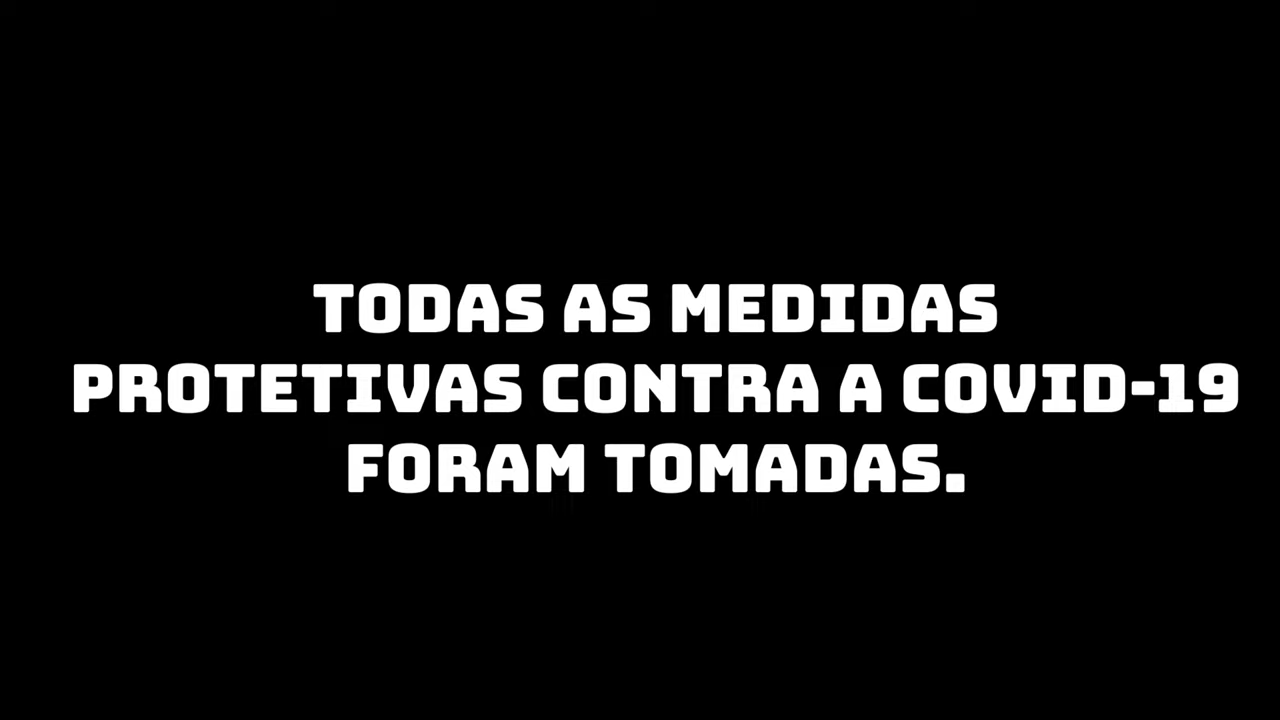 TODAS AS MEDIDAS
PROTETIVAS CONTRA A COVID-19
FORAM TOMADAS.